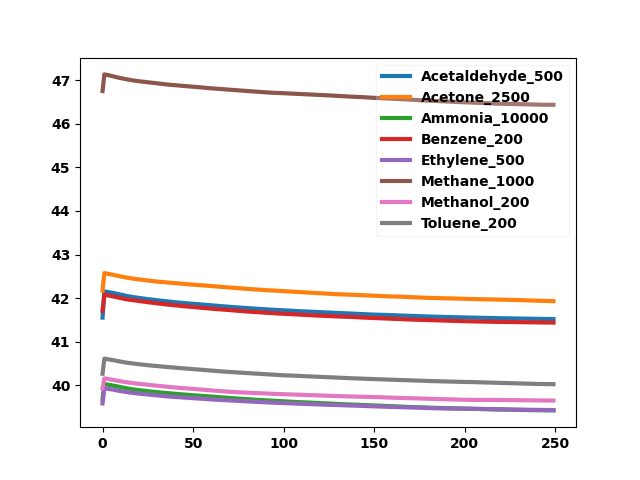 47
46
45
44
43
42
41
40
0
50
100
150
200
250
Acetaldehyde_500
Acetone_2500
Ammonia_10000
Benzene_200
Ethylene_500
Methane_1000
Methanol_200
Toluene_200